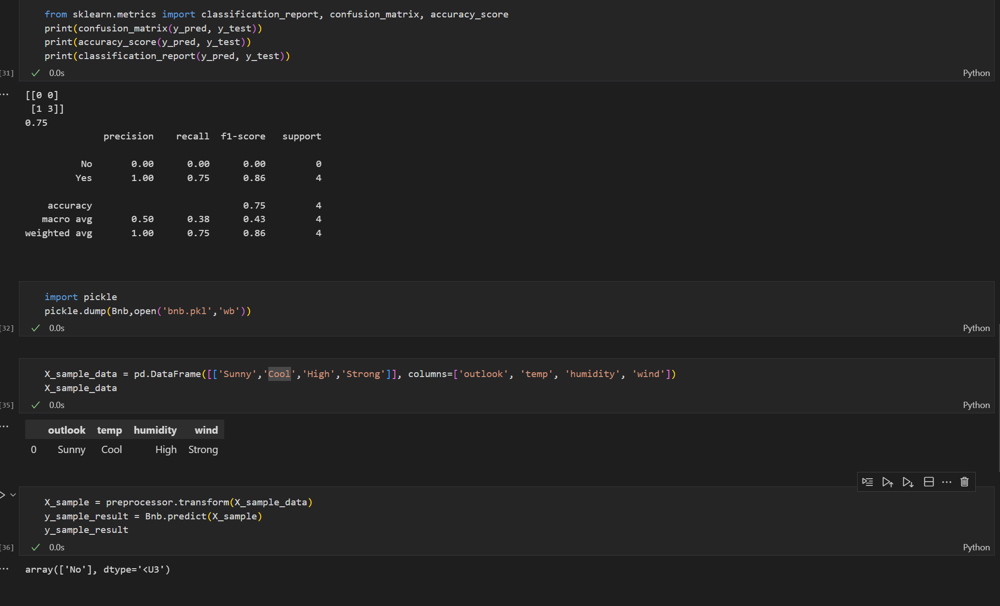 from sklearn.metrics import classification_report, confusion_matrix, accuracy_score
print(confusion_matrix(y_pred, y_test))
print(accuracy_score(y_pred, y_test))
print(classification_report(y_pred, y_test))
[31] 0.0s Python
[[0 0]
 [1 3]]
0.75
precision recall f1-score support
No 0.00 0.00 0.00 0
Yes 1.00 0.75 0.86 4
accuracy 0.75 4
macro avg 0.50 0.38 0.43 4
weighted avg 1.00 0.75 0.86 4
import pickle
pickle.dump(Bnb,open('bnb.pkl','wb'))
[32] 0.0s Python
X_sample_data = pd.DataFrame([['Sunny','Cool','High','Strong']], columns=['outlook', 'temp', 'humidity', 'wind'])
X_sample_data
[35] 0.0s Python
outlook temp humidity wind
0 Sunny Cool High Strong
X_sample = preprocessor.transform(X_sample_data)
y_sample_result = Bnb.predict(X_sample)
y_sample_result
[36] 0.0s Python
array(['No'], dtype='<U3')